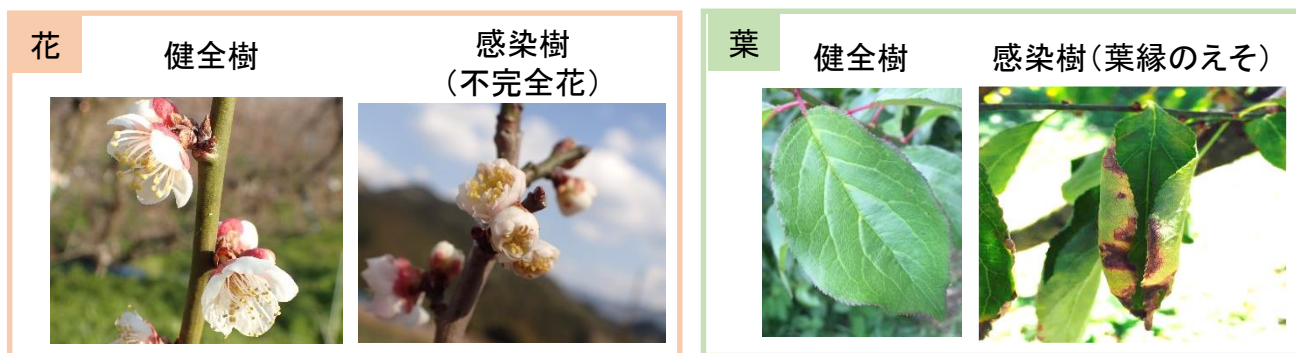 花
健全樹
感染樹
（不完全花）
葉
健全樹
感染樹（葉縁のえそ）